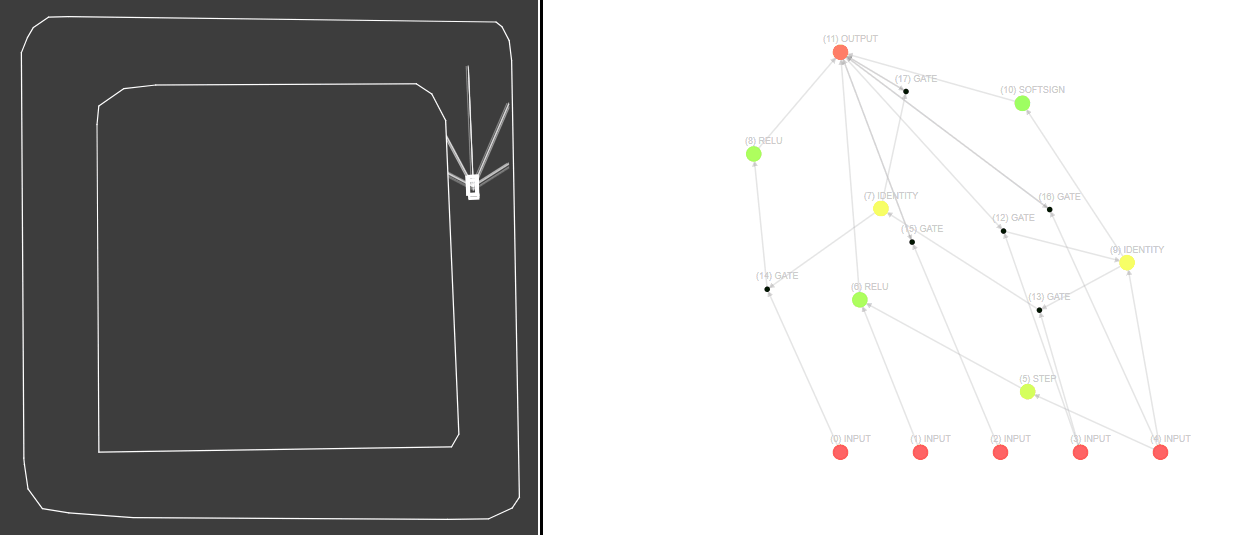 (11) OUTPUT
(17) GATE
(10) SOFTSIGN
(8) RELU
(7) IDENTITY
(16) GATE
(12) GATE
(15) GATE
(9) IDENTITY
(14) GATE
(6) RELU
(13) GATE
(5) STEP
(0) INPUT
(1) INPUT
(2) INPUT
(3) INPUT
(4) INPUT